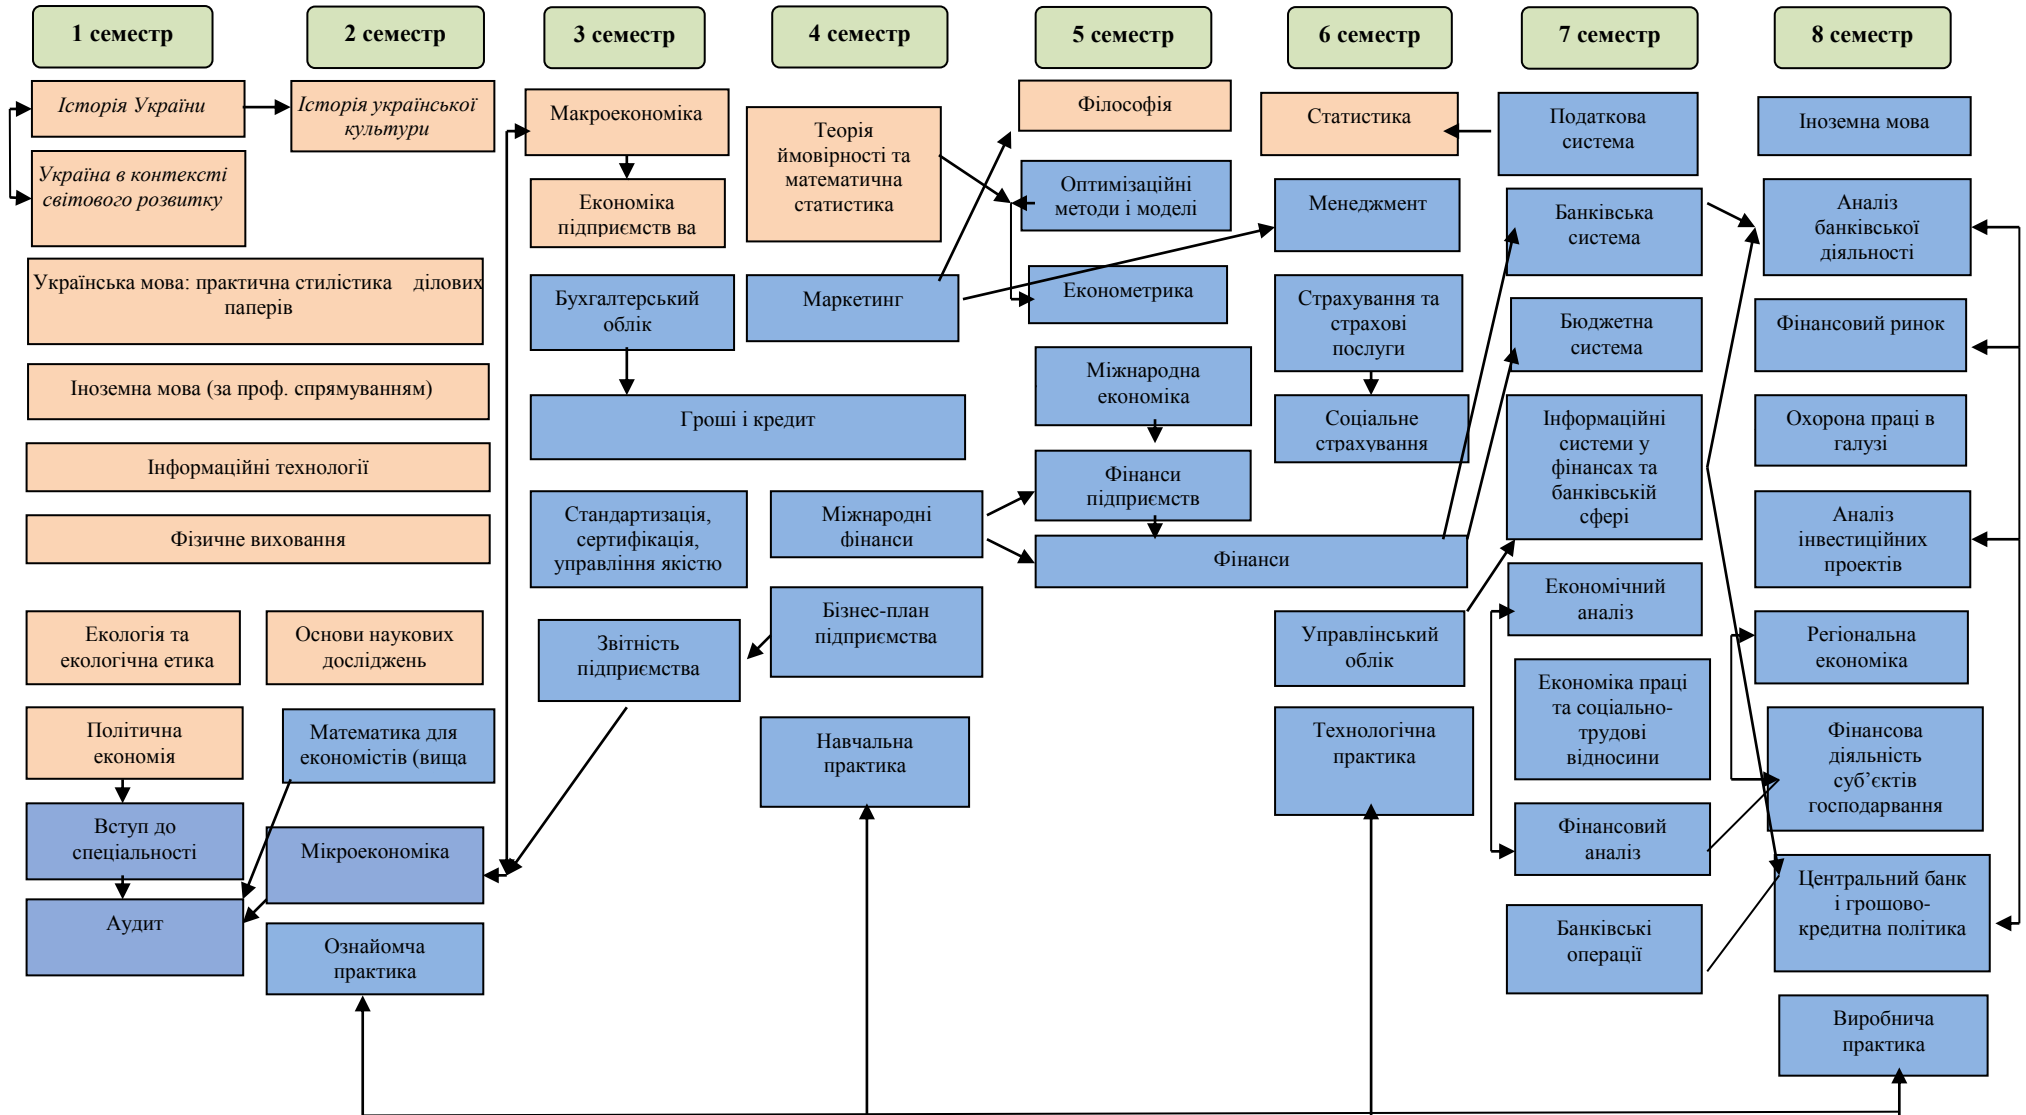 1 семестр
2 семестр
3 семестр
4 семестр
5 семестр
6 семестр
7 семестр
8 семестр
Історія України
Україна в контексті
світового розвитку
Історія української
культури
Українська мова: практична стилістика ділових
паперів
Іноземна мова (за проф. спрямуванням)
Інформаційні технології
Фізичне виховання
Екологія та
екологічна етика
Основи наукових
досліджень
Політична
економія
Математика для
економістів (вища
Вступ до
спеціальності
Мікроекономіка
Аудит
Ознайомча
практика
Макроекономіка
Економіка
підприємств ва
Бухгалтерський
облік
Гроші і кредит
Стандартизація,
сертифікація,
управління якістю
Звітність
підприємства
Теорія
ймовірності та
математична
статистика
Маркетинг
Міжнародні
фінанси
Бізнес-план
підприємства
Навчальна
практика
Філософія
Оптимізаційні
методи і моделі
Економетрика
Міжнародна
економіка
Фінанси
підприємств
Фінанси
Статистика
Менеджмент
Страхування та
страхові
послуги
Соціальне
страхування
Управлінський
облік
Технологічна
практика
Податкова
система
Банківська
система
Бюджетна
система
Інформаційні
системи у
фінансах та
банківській
сфері
Економічний
аналіз
Економіка праці
та соціально-
трудові
відносини
Фінансовий
аналіз
Банківські
операції
Іноземна мова
Аналіз
банківської
діяльності
Фінансовий ринок
Охорона праці в
галузі
Аналіз
інвестиційних
проектів
Регіональна
економіка
Фінансова
діяльність
суб’єктів
господарвання
Центральний банк
і грошово-
кредитна політика
Виробнича
практика